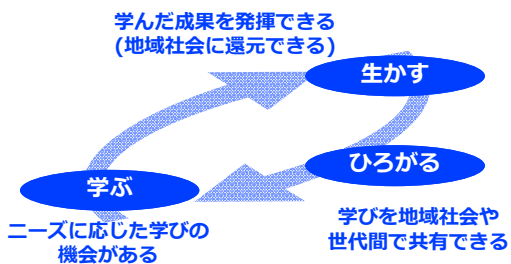 学んだ成果を発揮できる
(地域社会に還元できる)
生かす
ひろがる
学ぶ
学びを地域社会や
世代間で共有できる
ニーズに応じた学びの
機会がある